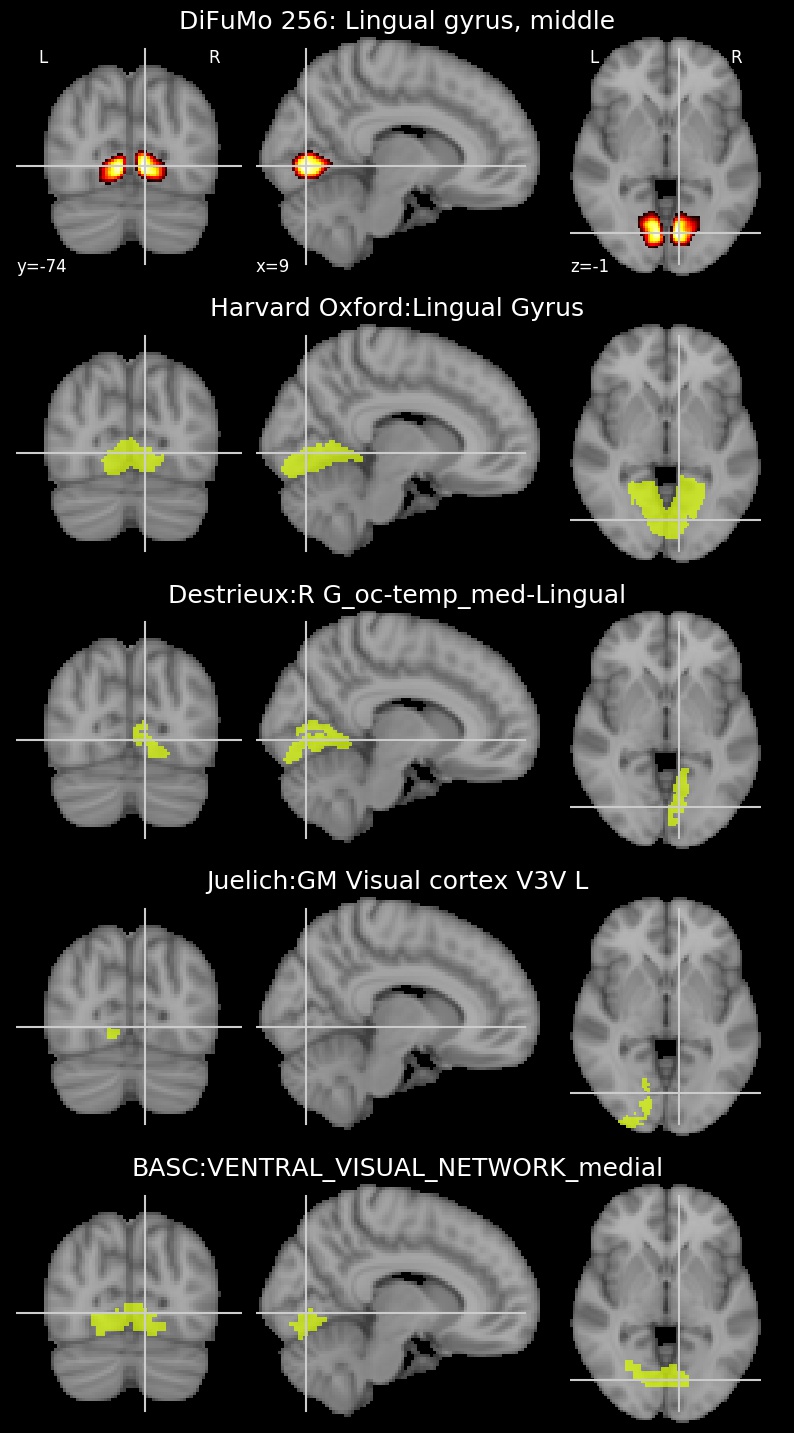 DiFuMo 256: Lingual gyrus, middle
L R L R
y=-74 x=9 z=-1
Harvard Oxford:Lingual Gyrus
Destrieux:R G_oc-temp_med-Lingual
Juelich:GM Visual cortex V3V L
BASC:VENTRAL_VISUAL_NETWORK_medial